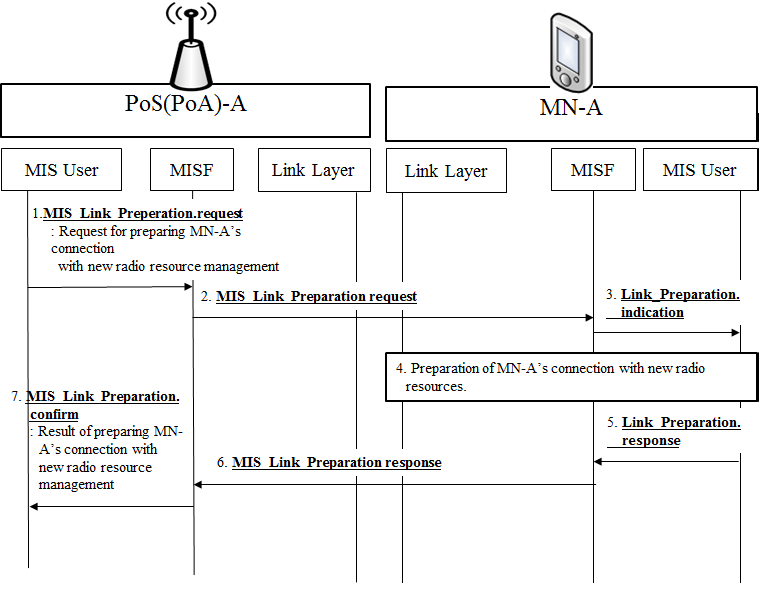 PoS(PoA)-A
MN-A
MIS User
MISF
Link Layer
Link Layer
MISF
MIS User
1.MIS_Link_Preperation.request
: Request for preparing MN-A's
connection
with new radio resource management
2. MIS_Link_Preparation request
3. Link_Preparation.
indication
4. Preparation of MN-A's connection with new radio
resources.
7. MIS_Link_Preparation.
confirm
: Result of preparing MN-
A's connection with
new radio resource
management
5. Link_Preparation.
response
6. MIS_Link_Preparation response